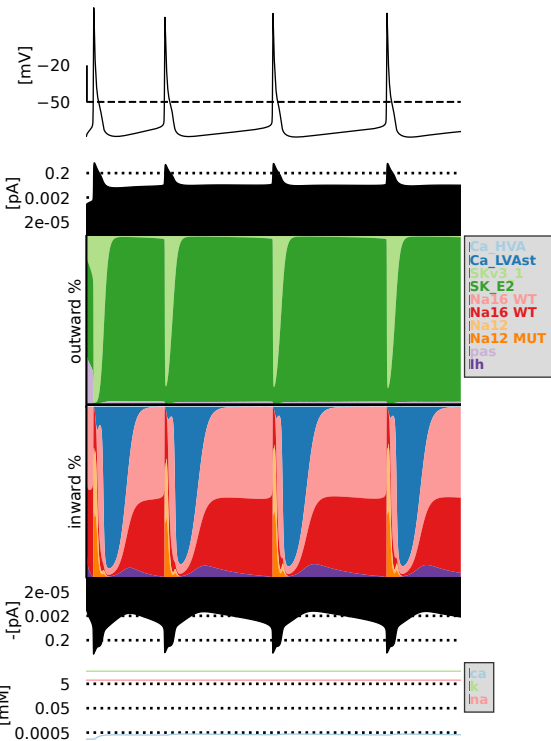 [mV]
−20
−50
[pA]
0.2
0.002
2e-05
outward %
Ca_HVA
Ca_LVAst
SKv3_1
SK_E2
Na16 WT
Na16 WT
Na12
Na12 MUT
pas
Ih
inward %
-[pA]
2e-05
0.002
0.2
[mM]
5
0.05
0.0005
ca
k
na